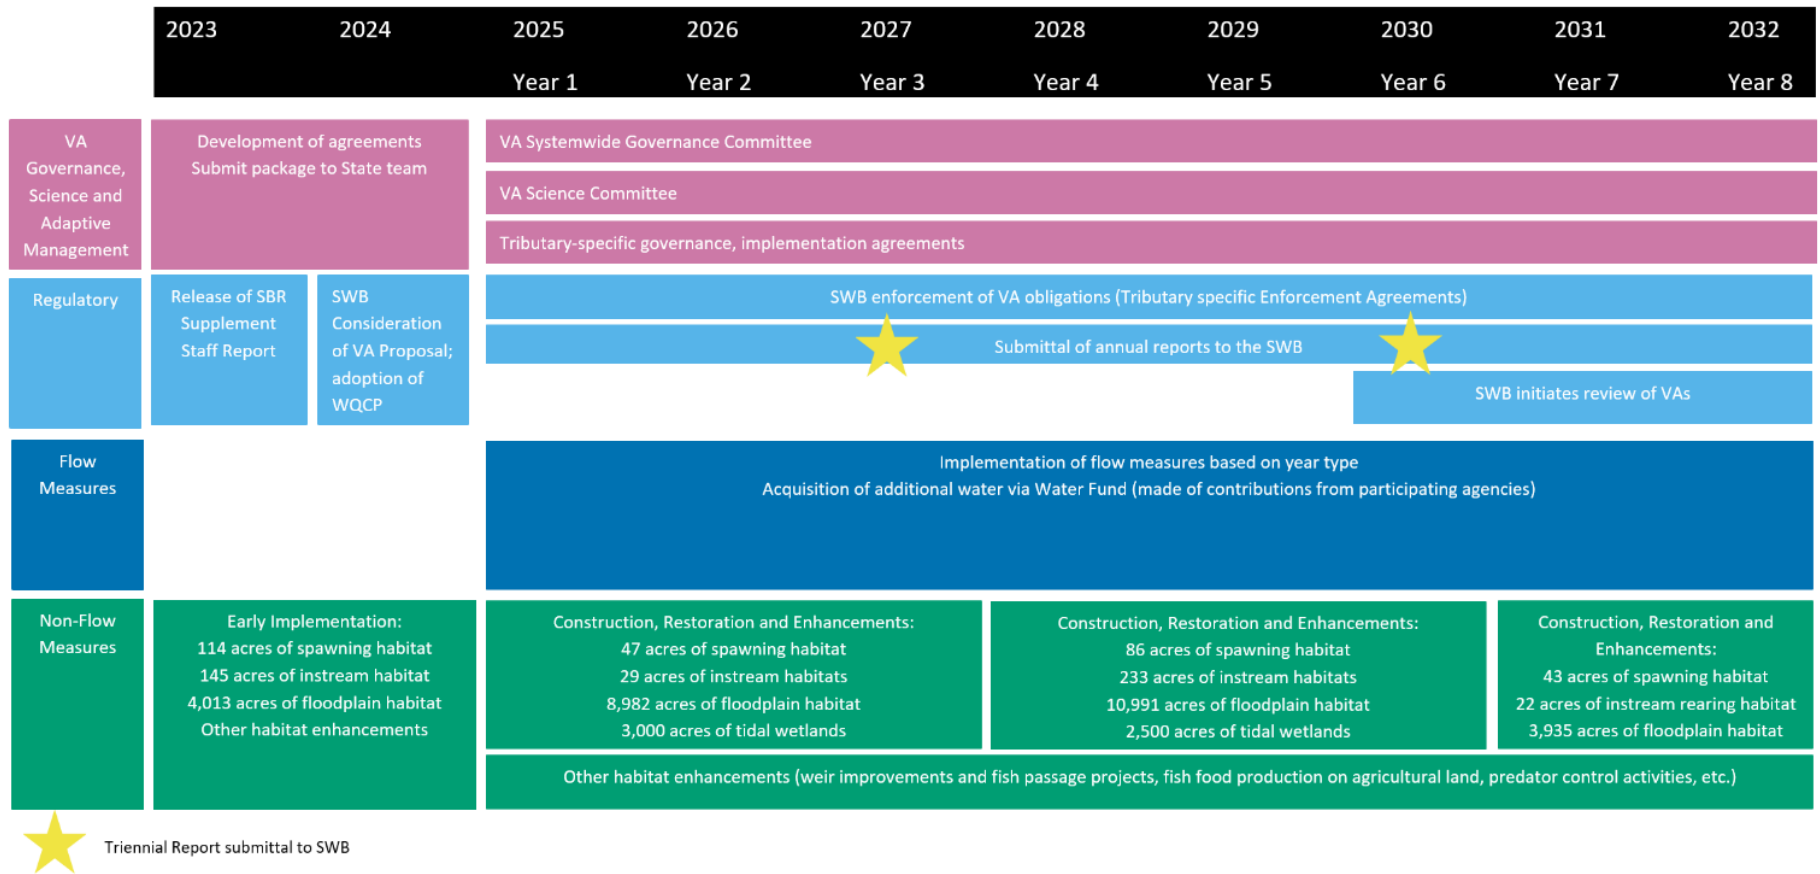 2023 2024 2025 2026 2027 2028 2029 2030 2031 2032
Year 1 Year 2 Year 3 Year 4 Year 5 Year 6 Year 7 Year 8
VA
Governance,
Science and
Adaptive
Management
Development of agreements
Submit package to State team
VA Systwide Governance Committee
VA Science Committee
Tributary-specific governance, implementation agreements
Regulatory
Release of SBR
Supplement
Staff Report
SWB
Consideration
of VA Proposal;
adoption of
WQCP
SWB enforcement of VA obligations (Tributary specific Enforcement Agreements)
Submittal of annual reports to the SWB
SWB initiates review of VAs
Flow
Measures
Implementation of flow measures based on year type
Acquisition of additional water via Water Fund (made of contributions from participating agencies)
Non-Flow
Measures
Early Implementation:
114 acres of spawning habitat
145 acres of instream habitat
4,013 acres of floodplain habitat
Other habitat enhancements
Construction, Restoration and Enhancements:
47 acres of spawning habitat
29 acres of instream habitats
8,982 acres of floodplain habitat
3,000 acres of tidal wetlands
Construction, Restoration and Enhancements:
86 acres of spawning habitat
233 acres of instream habitats
10,991 acres of floodplain habitat
2,500 acres of tidal wetlands
Construction, Restoration and
Enhancements:
43 acres of spawning habitat
22 acres of instream rearing habitat
3,935 acres of floodplain habitat
Other habitat enhancements (weir improvements and fish passage projects, fish food production on agricultural land, predator control activities, etc.)
Triennial Report submittal to SWB